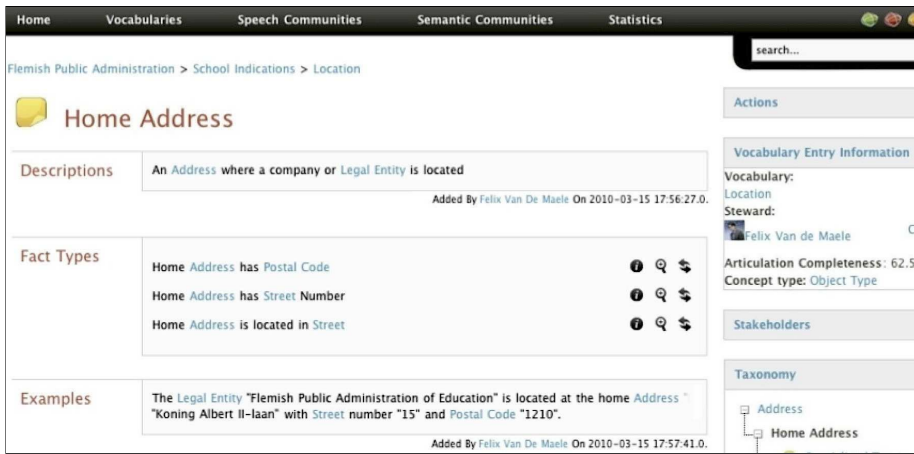 Home Vocabularies Speech Communities Semantic Communities Statistics
search...
Flemish Public Administration > School Indications > Location
Home Address
Descriptions
An Address where a company or Legal Entity is located
Added By Felix Van De Maele On 2010-03-15 17:56:27.0.
Fact Types
Home Address has Postal Code
Home Address has Street Number
Home Address is located in Street
Examples
The Legal Entity "Flemish Public Administration of Education" is located at the home Address "
"Koning Albert II-laan" with Street number "15" and Postal Code "1210".
Added By Felix Van De Maele On 2010-03-15 17:57:41.0.
Actions
Vocabulary Entry Information
Vocabulary:
Location
Steward:
Felix Van de Maele
Articulation Completeness: 62.5
Concept type: Object Type
Stakeholders
Taxonomy
Address
Home Address